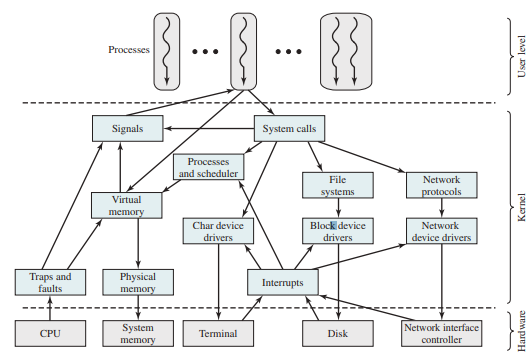 Processes
User level
Signals
System calls
Processes
and scheduler
File
systems
Network
protocols
Virtual
memory
Kernel
Char device
drivers
Block device
drivers
Network
device drivers
Traps and
faults
Physical
memory
Interrupts
CPU
System
memory
Terminal
Disk
Network interface
controller
Hardware